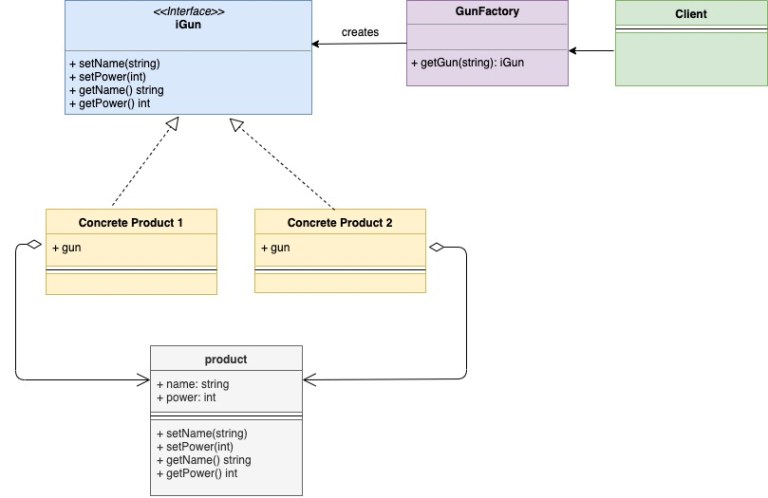 <<Interface>>
iGun
+ setName(string)
+ setPower(int)
+ getName() string
+ getPower() int
creates
GunFactory
+ getGun(string): iGun
Client
Concrete Product 1
+ gun
Concrete Product 2
+ gun
product
+ name: string
+ power: int
+ setName(string)
+ setPower(int)
+ getName() string
+ getPower() int